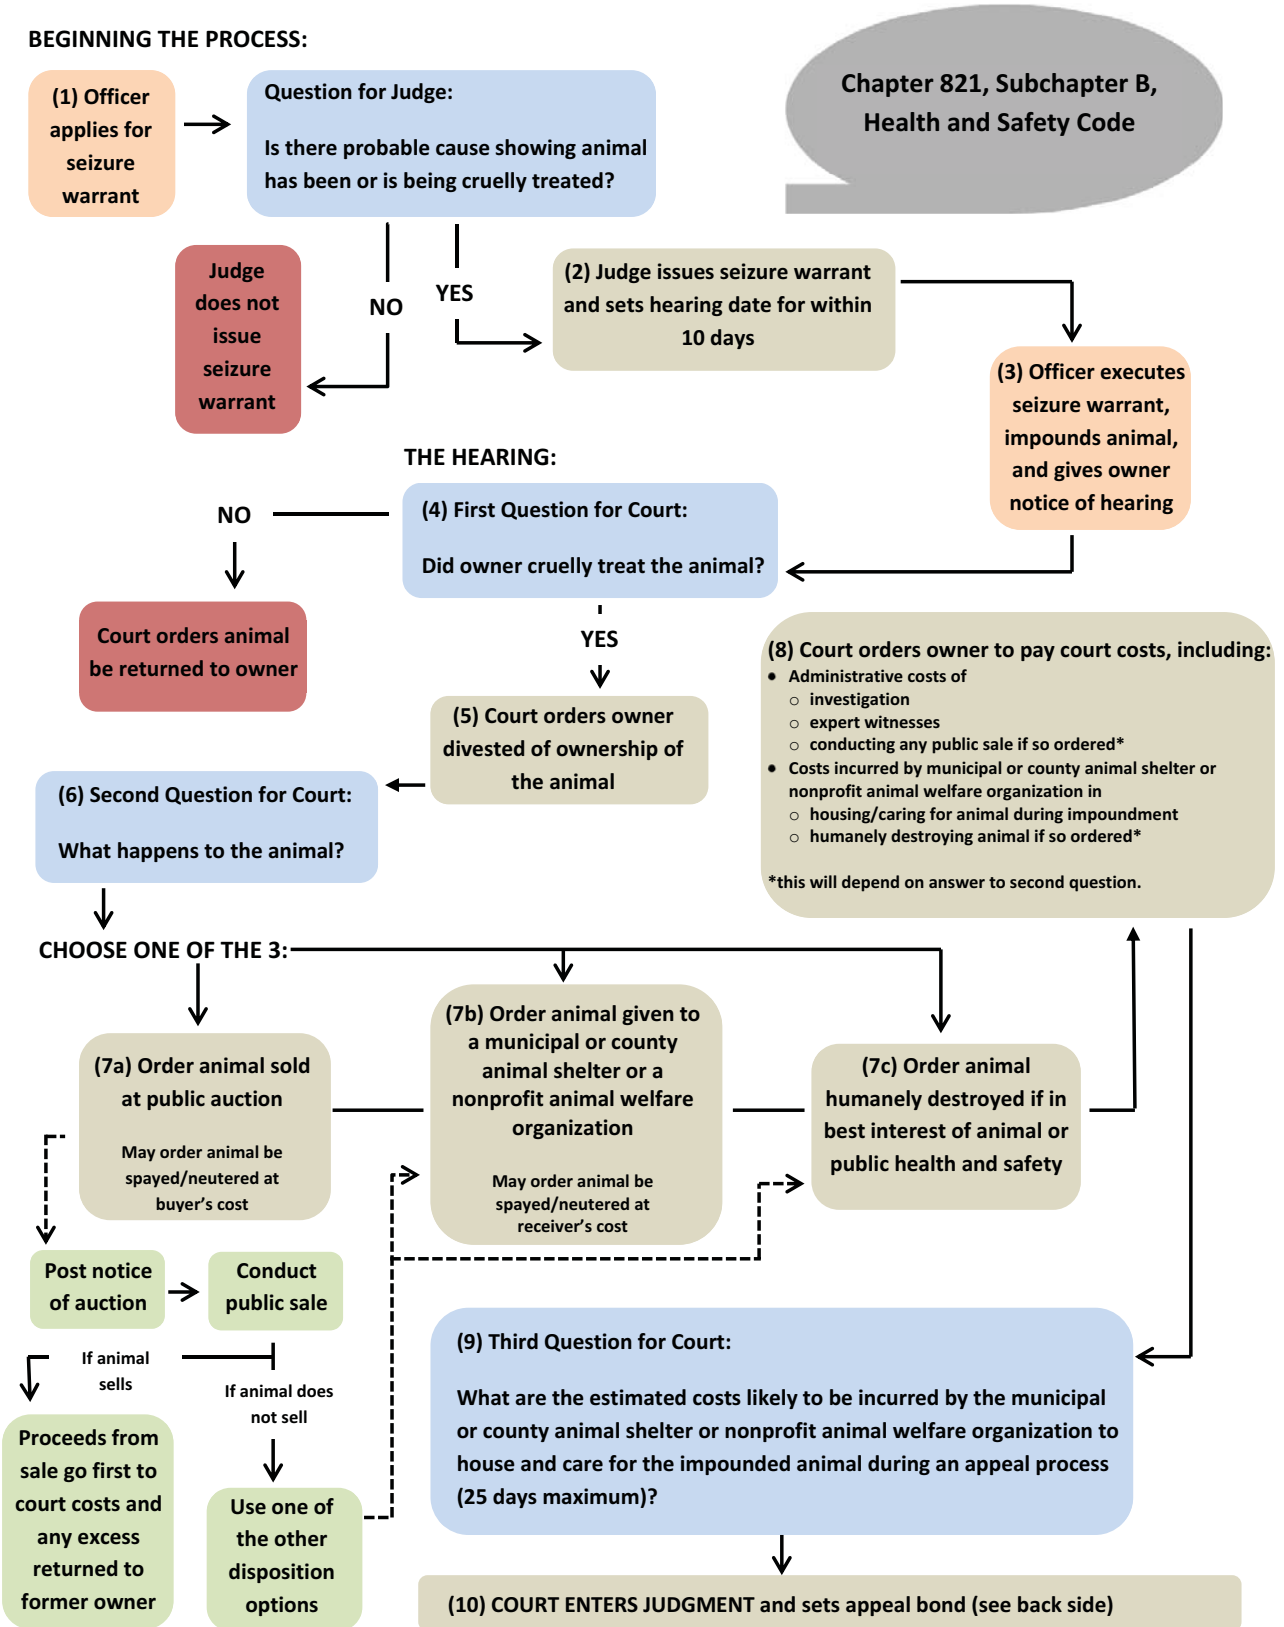 BEGINNING THE PROCESS:
Chapter 821, Subchapter B,
Health and Safety Code
(1) Officer
applies for
seizure
warrant
Question for Judge:
Is there probable cause showing animal
has been or is being cruelly treated?
NO
YES
Judge
does not
issue
seizure
warrant
(2) Judge issues seizure warrant
and sets hearing date for within
10 days
(3) Officer executes
seizure warrant,
impounds animal,
and gives owner
notice of hearing
THE HEARING:
(4) First Question for Court:
Did owner cruelly treat the animal?
NO
Court orders animal
be returned to owner
YES
(5) Court orders owner
divested of ownership of
the animal
(6) Second Question for Court:
What happens to the animal?
(8) Court orders owner to pay court costs, including:
• Administrative costs of
o investigation
o expert witnesses
o conducting any public sale if so ordered*
• Costs incurred by municipal or county animal shelter or
nonprofit animal welfare organization in
o housing/caring for animal during impoundment
o humanely destroying animal if so ordered*
*this will depend on answer to second question.
CHOOSE ONE OF THE 3:
(7a) Order animal sold
at public auction
May order animal be
spayed/neutered at
buyer's cost
(7b) Order animal given to
a municipal or county
animal shelter or a
nonprofit animal welfare
organization
May order animal be
spayed/neutered at
receiver's cost
(7c) Order animal
humanely destroyed if in
best interest of animal or
public health and safety
Post notice
of auction
Conduct
public sale
If animal
sells
If animal does
not sell
Proceeds from
sale go first to
court costs and
any excess
returned to
former owner
Use one of
the other
disposition
options
(9) Third Question for Court:
What are the estimated costs likely to be incurred by the municipal
or county animal shelter or nonprofit animal welfare organization to
house and care for the impounded animal during an appeal process
(25 days maximum)?
(10) COURT ENTERS JUDGMENT and sets appeal bond (see back side)